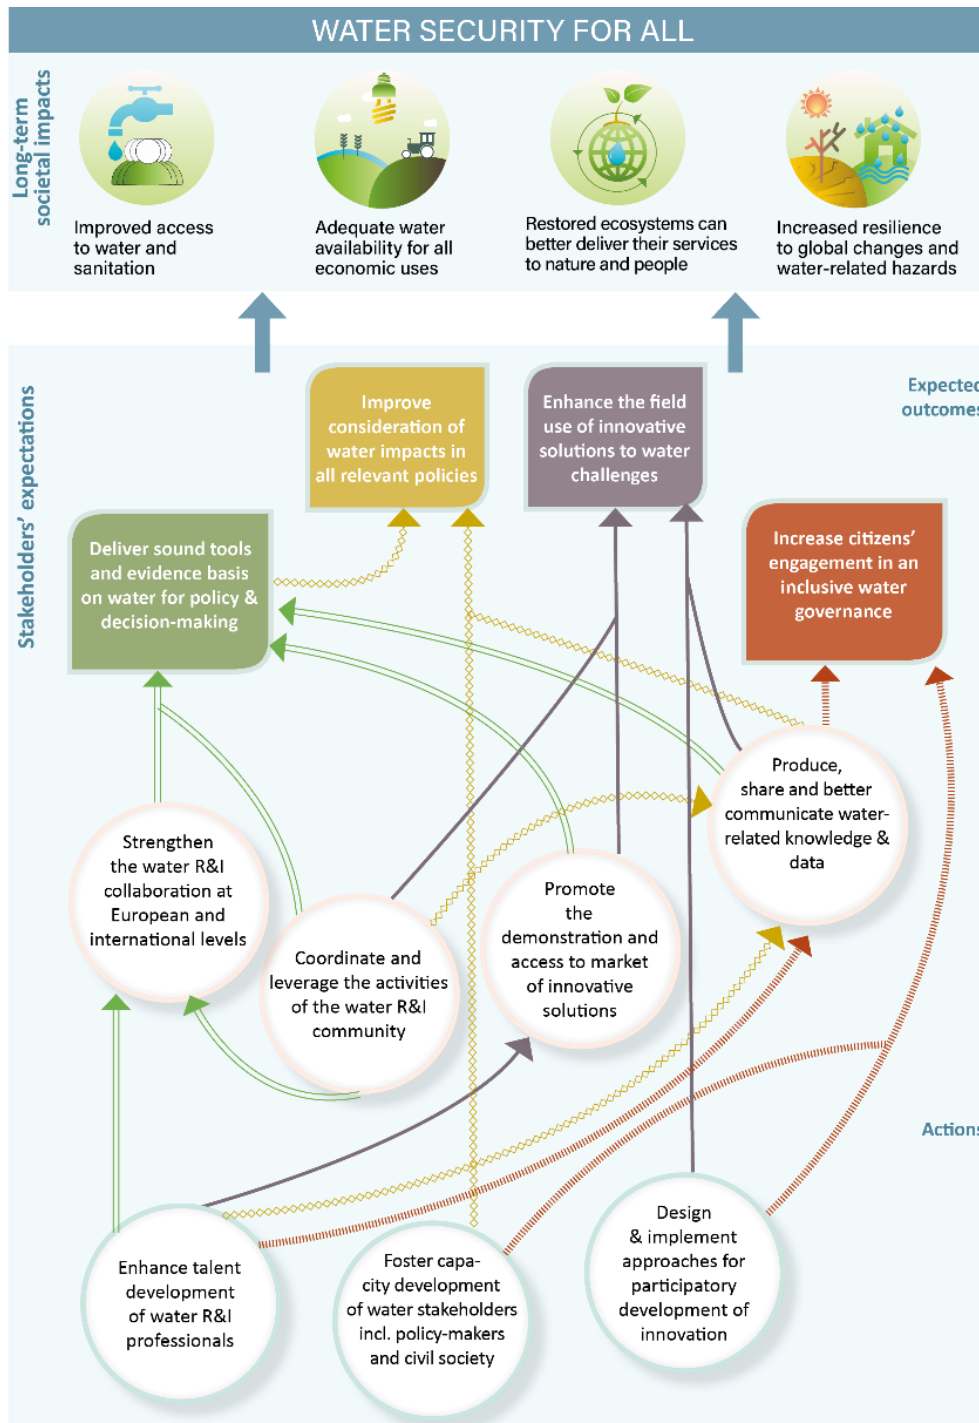 WATER SECURITY FOR ALL
Long-term
societal impacts
Improved access
to water and
sanitation
Adequate water
availability for all
economic uses
Restored ecosystems can
better deliver their services
to nature and people
Increased resilience
to global changes and
water-related hazards
Stakeholders' expectations
Expected
outcomes
Improve
consideration of
water impacts in
all relevant policies
Enhance the field
use of innovative
solutions to water
challenges
Deliver sound tools
and evidence basis
on water for policy &
decision-making
Increase citizens'
engagement in an
inclusive water
governance
Produce,
share and better
communicate water-
related knowledge &
data
Strengthen
the water R&I
collaboration at
European and
international levels
Coordinate and
leverage the activities
of the water R&I
community
Promote
the
demonstration and
access to market
of innovative
solutions
Actions
Enhance talent
development
of water R&I
professionals
Foster capa-
city development
of water stakeholders
incl. policy-makers
and civil society
Design
& implement
approaches for
participatory
development of
innovation